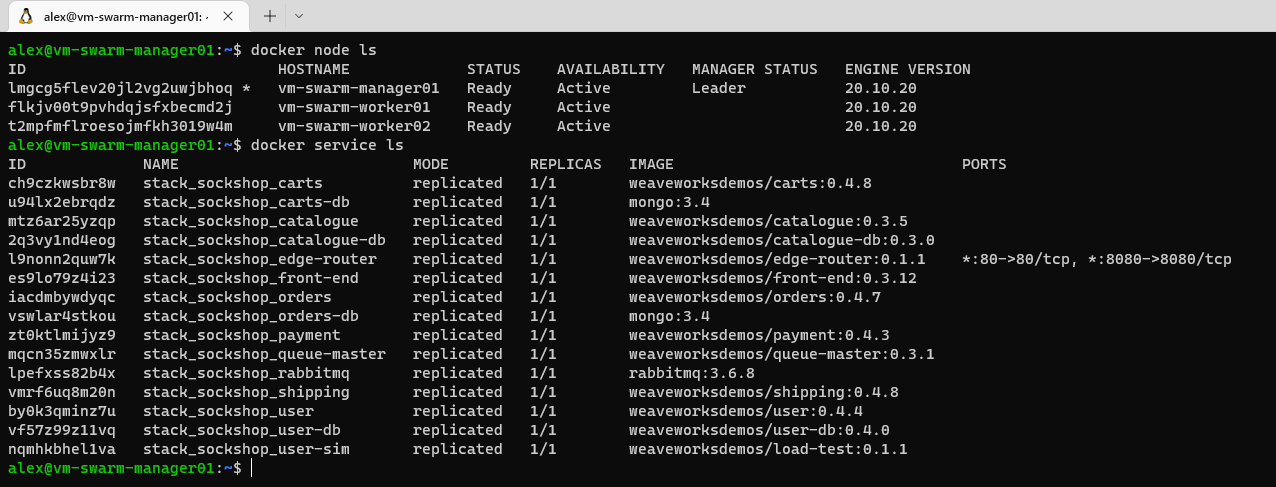 alex@vm-swarm-manager01: ~
alex@vm-swarm-manager01:~$ docker node ls
ID HOSTNAME STATUS AVAILABILITY MANAGER STATUS ENGINE VERSION
lmgcg5flev20jl2vg2uwjbhoq * vm-swarm-manager01 Ready Active Leader 20.10.20
flkjv00t9pvhdqjsfxbecmd2j vm-swarm-worker01 Ready Active 20.10.20
t2mpfmflroesojmfkh3019w4m vm-swarm-worker02 Ready Active 20.10.20
alex@vm-swarm-manager01:~$ docker service ls
ID NAME MODE REPLICAS IMAGE PORTS
ch9czkwsbr8w stack_sockshop_carts replicated 1/1 weaveworksdemos/carts:0.4.8
u94lx2ebrqdz stack_sockshop_carts-db replicated 1/1 mongo:3.4
mtz6ar25yzqp stack_sockshop_catalogue replicated 1/1 weaveworksdemos/catalogue:0.3.5
2q3vy1nd4eog stack_sockshop_catalogue-db replicated 1/1 weaveworksdemos/catalogue-db:0.3.0
l9nonn2quw7k stack_sockshop_edge-router replicated 1/1 weaveworksdemos/edge-router:0.1.1 *:80->80/tcp, *:8080->8080/tcp
es9lo79z4i23 stack_sockshop_front-end replicated 1/1 weaveworksdemos/front-end:0.3.12
iacdmbywdyqc stack_sockshop_orders replicated 1/1 weaveworksdemos/orders:0.4.7
vswlar4stkou stack_sockshop_orders-db replicated 1/1 mongo:3.4
zt0ktlmijyz9 stack_sockshop_payment replicated 1/1 weaveworksdemos/payment:0.4.3
mqcn35zmwxlr stack_sockshop_queue-master replicated 1/1 weaveworksdemos/queue-master:0.3.1
lpefxss82b4x stack_sockshop_rabbitmq replicated 1/1 rabbitmq:3.6.8
vmrf6uq8m20n stack_sockshop_shipping replicated 1/1 weaveworksdemos/shipping:0.4.8
by0k3qminz7u stack_sockshop_user replicated 1/1 weaveworksdemos/user:0.4.4
vf57z99z11vq stack_sockshop_user-db replicated 1/1 weaveworksdemos/user-db:0.4.0
nqmhkbhel1va stack_sockshop_user-sim replicated 1/1 weaveworksdemos/load-test:0.1.1
alex@vm-swarm-manager01:~$